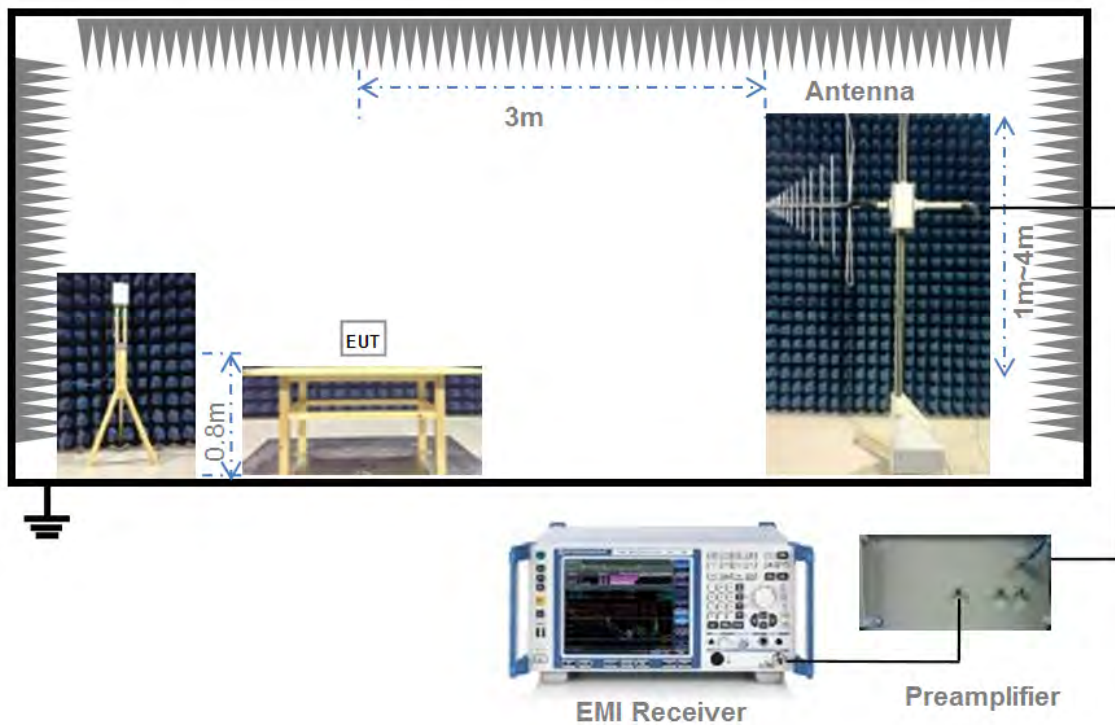 Antenna
3m
1m~4m
EUT
0.8m
EMI Receiver
Preamplifier